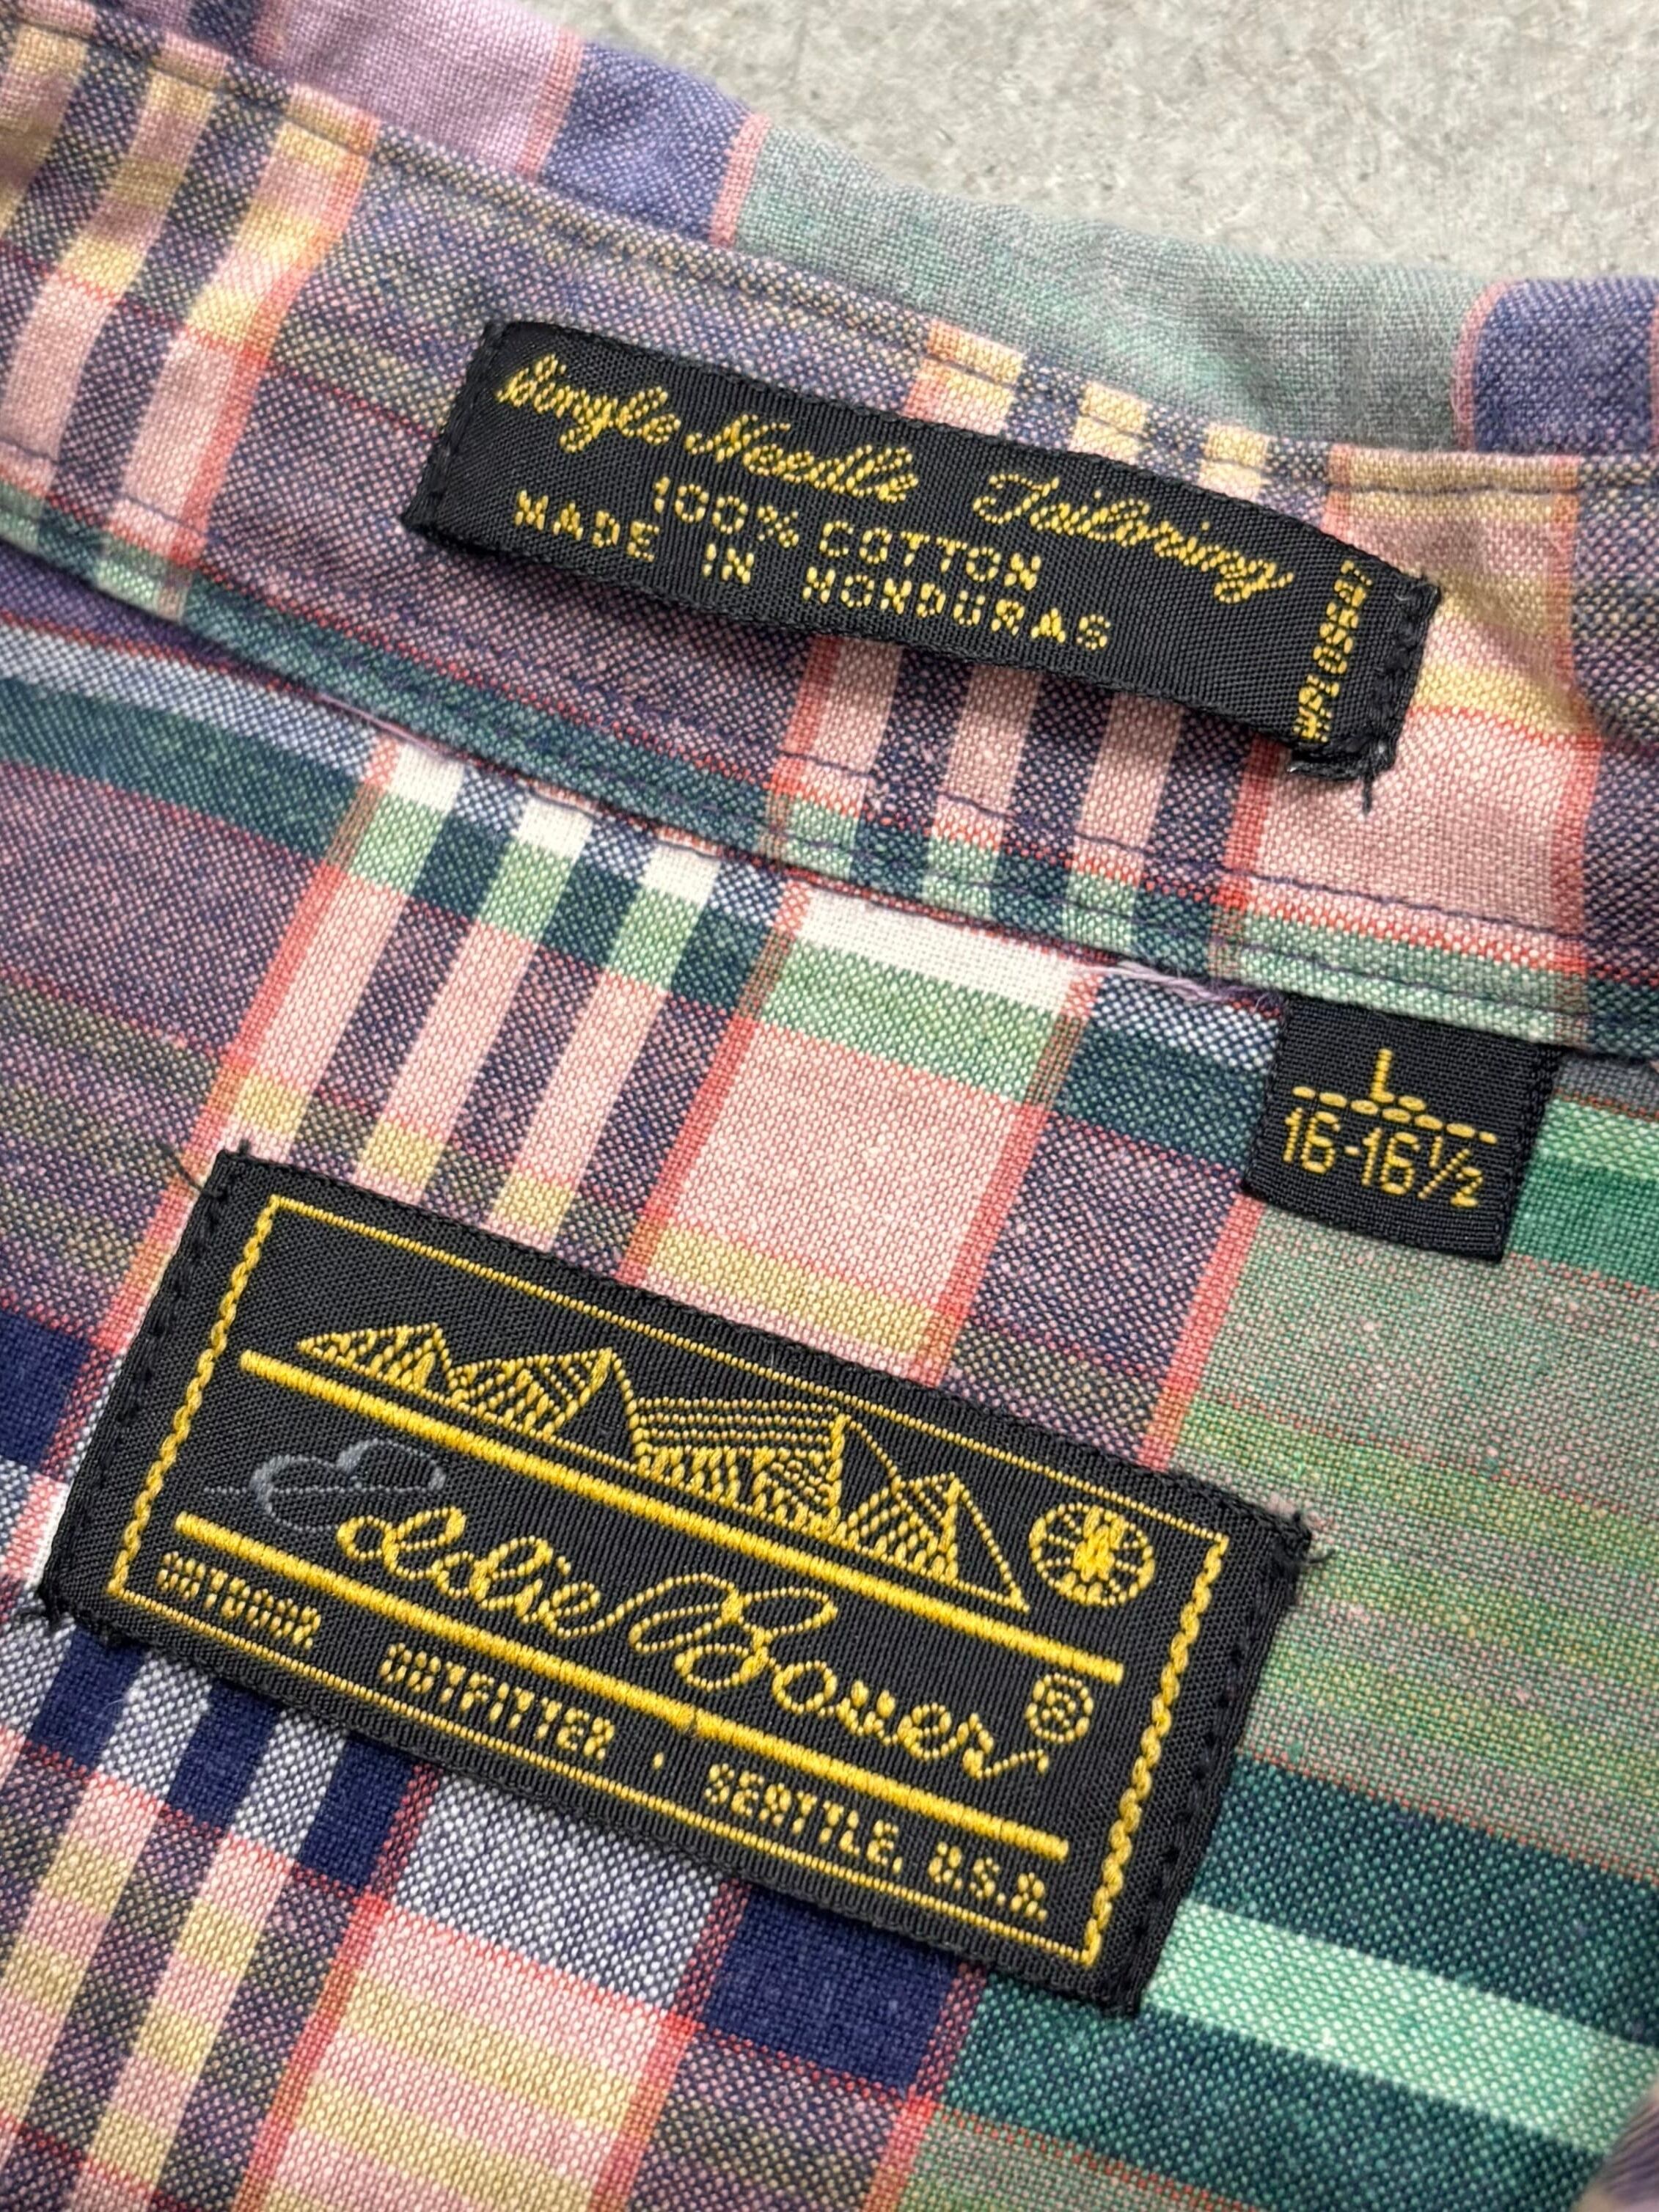 Single Needle Tailoring
100% COTTON
MADE IN HONDURAS
L
16-16½
Eddie Bauer®
OUTDOOR OUTFITTER · SEATTLE, U.S.A.